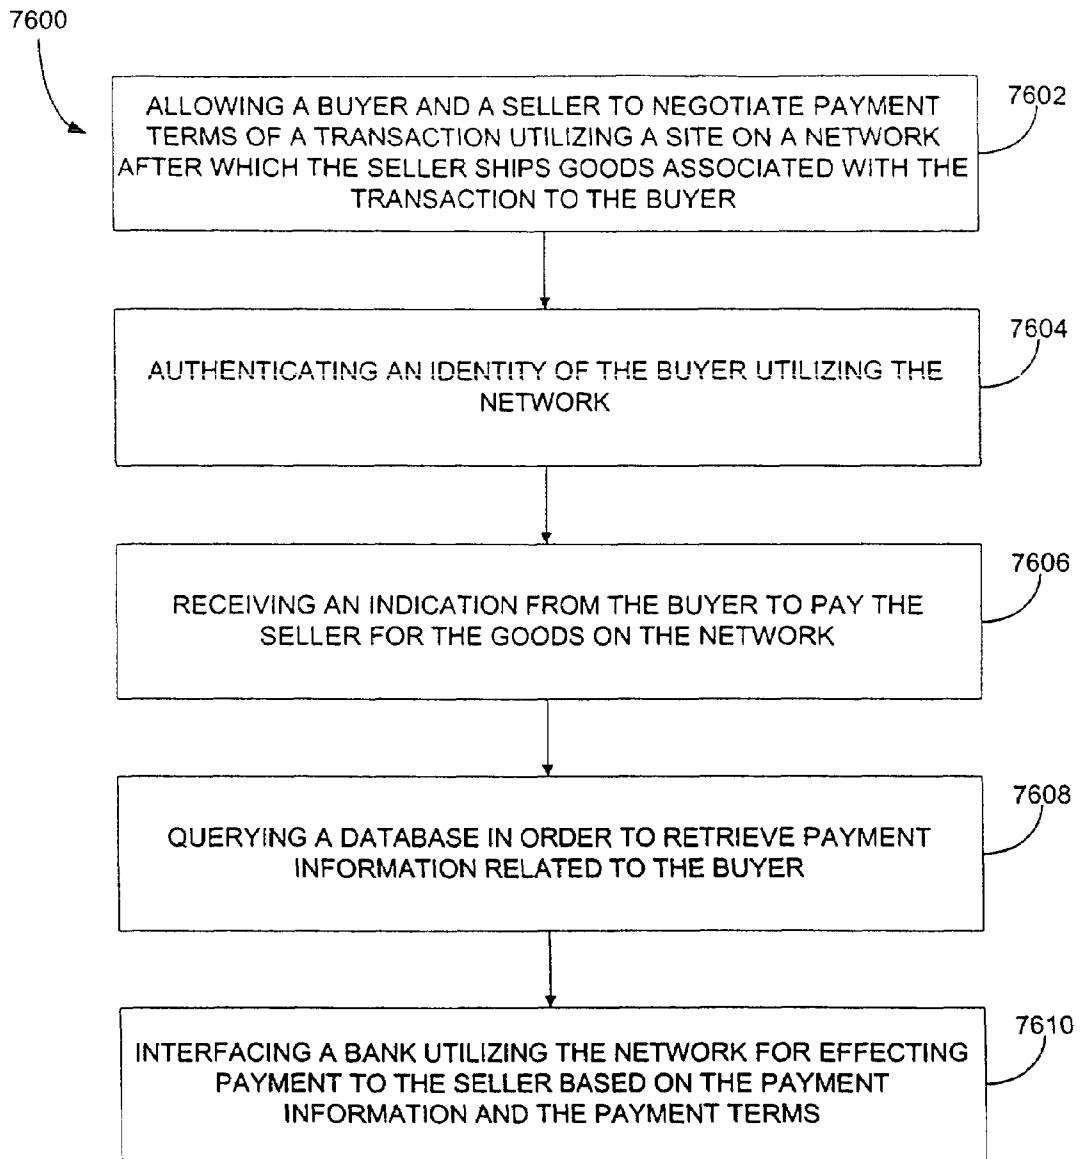 7600
ALLOWING A BUYER AND A SELLER TO NEGOTIATE PAYMENT
TERMS OF A TRANSACTION UTILIZING A SITE ON A NETWORK
AFTER WHICH THE SELLER SHIPS GOODS ASSOCIATED WITH THE
TRANSACTION TO THE BUYER
7602
AUTHENTICATING AN IDENTITY OF THE BUYER UTILIZING THE
NETWORK
7604
RECEIVING AN INDICATION FROM THE BUYER TO PAY THE
SELLER FOR THE GOODS ON THE NETWORK
7606
QUERYING A DATABASE IN ORDER TO RETRIEVE PAYMENT
INFORMATION RELATED TO THE BUYER
7608
INTERFACING A BANK UTILIZING THE NETWORK FOR EFFECTING
PAYMENT TO THE SELLER BASED ON THE PAYMENT
INFORMATION AND THE PAYMENT TERMS
7610